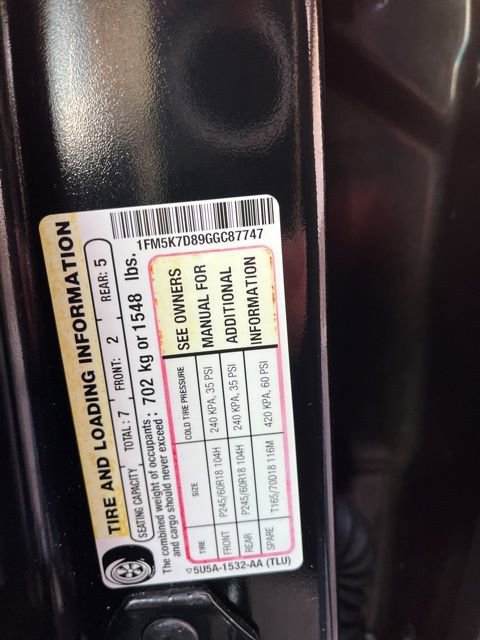 TIRE AND LOADING INFORMATION
SEATING CAPACITY TOTAL: 7 FRONT: 2 REAR: 5
The combined weight of occupants and cargo should never exceed: 702 kg or 1548 lbs.
TIRE SIZE COLD TIRE PRESSURE
FRONT P245/60R18 104H 240 KPA, 35 PSI
REAR P245/60R18 104H 240 KPA, 35 PSI
SPARE T165/70D18 116M 420 KPA, 60 PSI
SEE OWNERS
MANUAL FOR
ADDITIONAL
INFORMATION
1FM5K7D89GGC87747
5U5A-1532-AA (TLU)